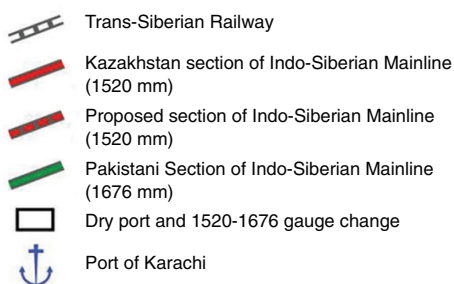 Trans-Siberian Railway
Kazakhstan section of Indo-Siberian Mainline
(1520 mm)
Proposed section of Indo-Siberian Mainline
(1520 mm)
Pakistani Section of Indo-Siberian Mainline
(1676 mm)
Dry port and 1520-1676 gauge change
Port of Karachi